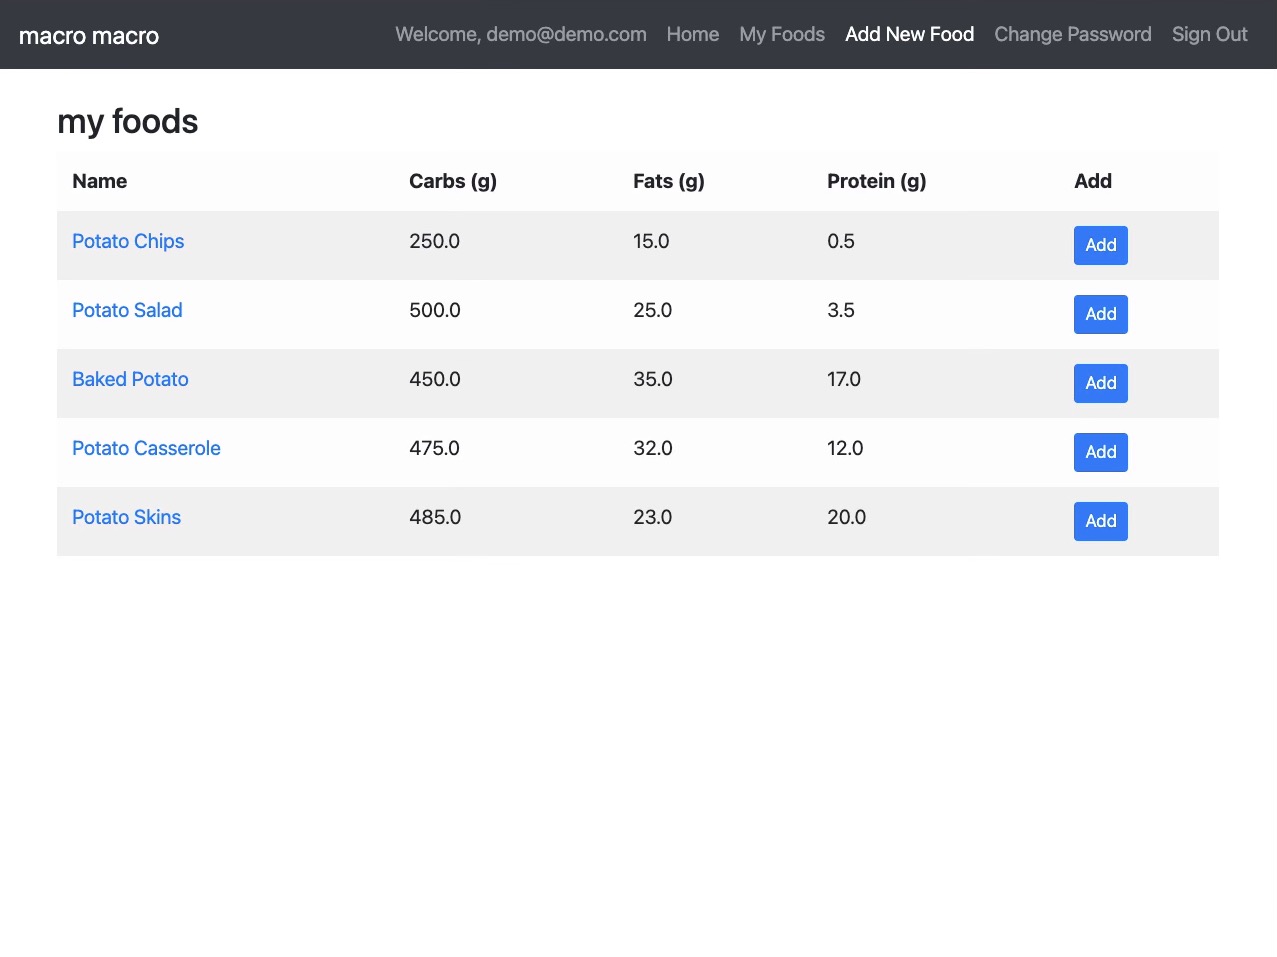 macro macro Welcome, demo@demo.com Home My Foods Add New Food Change Password Sign Out
my foods
Name Carbs (g) Fats (g) Protein (g) Add
Potato Chips 250.0 15.0 0.5 Add
Potato Salad 500.0 25.0 3.5 Add
Baked Potato 450.0 35.0 17.0 Add
Potato Casserole 475.0 32.0 12.0 Add
Potato Skins 485.0 23.0 20.0 Add